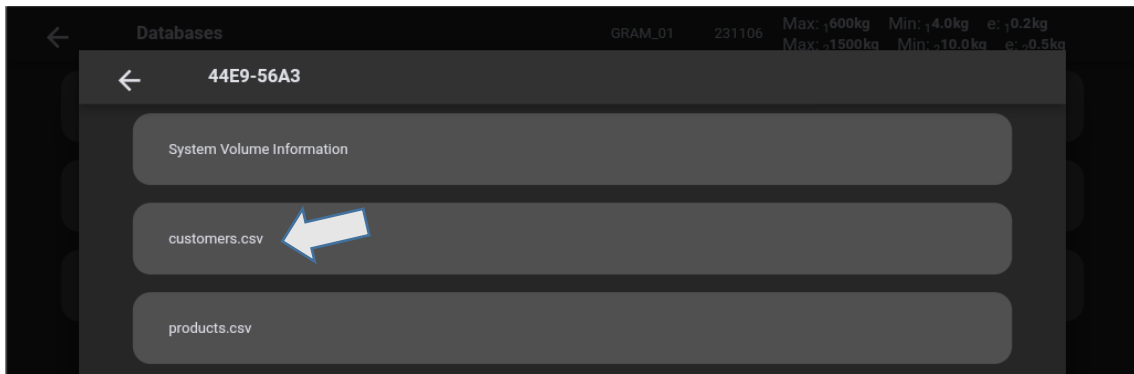 Databases GRAM_01 231106 Max: ₁600kg Min: ₁4.0kg e: ₁0.2kg
Max: ₂1500kg Min: ₂10.0kg e: ₂0.5kg
44E9-56A3
System Volume Information
customers.csv
products.csv